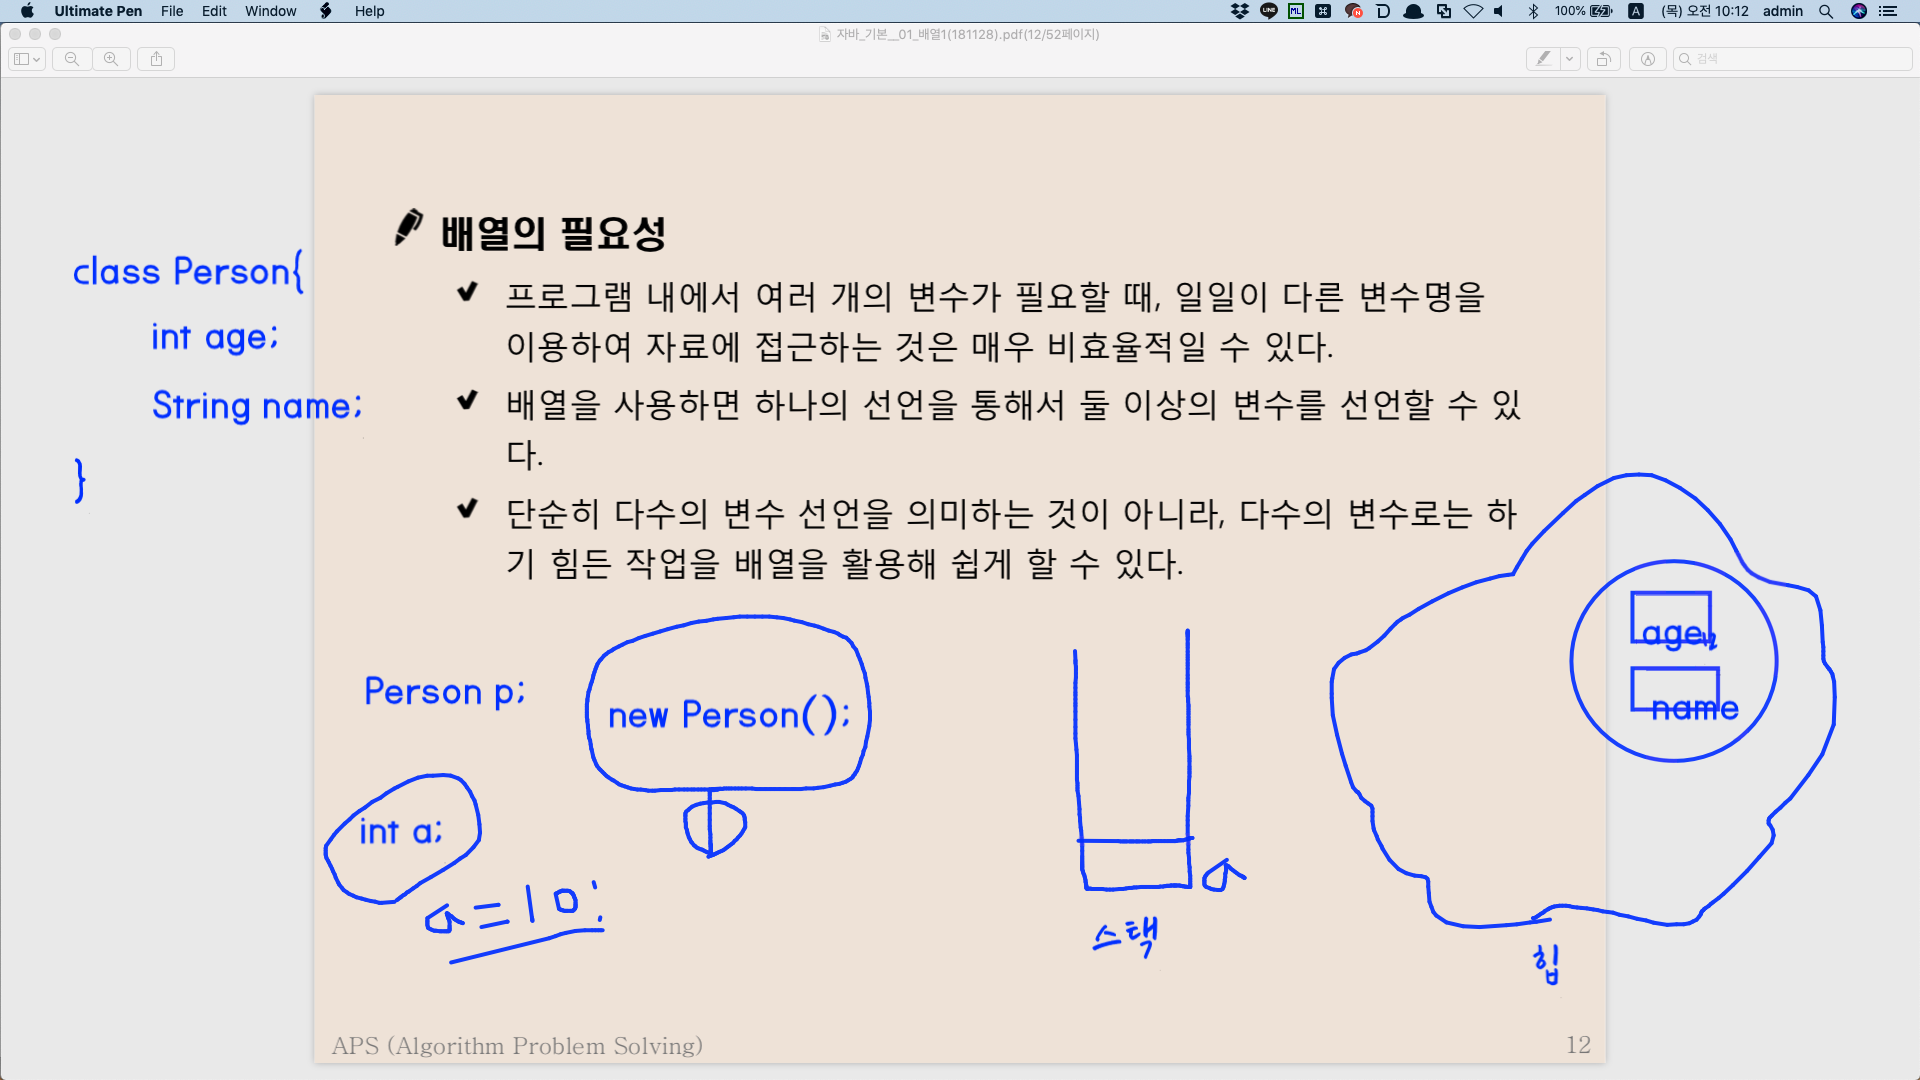 Ultimate Pen File Edit Window Help
100% A (목) 오전 10:12 admin
자바_기본__01_배열1(181128).pdf(12/52페이지)
검색
배열의 필요성
프로그램 내에서 여러 개의 변수가 필요할 때, 일일이 다른 변수명을
이용하여 자료에 접근하는 것은 매우 비효율적일 수 있다.
배열을 사용하면 하나의 선언을 통해서 둘 이상의 변수를 선언할 수 있
다.
단순히 다수의 변수 선언을 의미하는 것이 아니라, 다수의 변수로는 하
기 힘든 작업을 배열을 활용해 쉽게 할 수 있다.
class Person{
int age;
String name;
}
Person p;
new Person();
int a;
a=10;
a
스택
age
name
힙
APS (Algorithm Problem Solving)
12